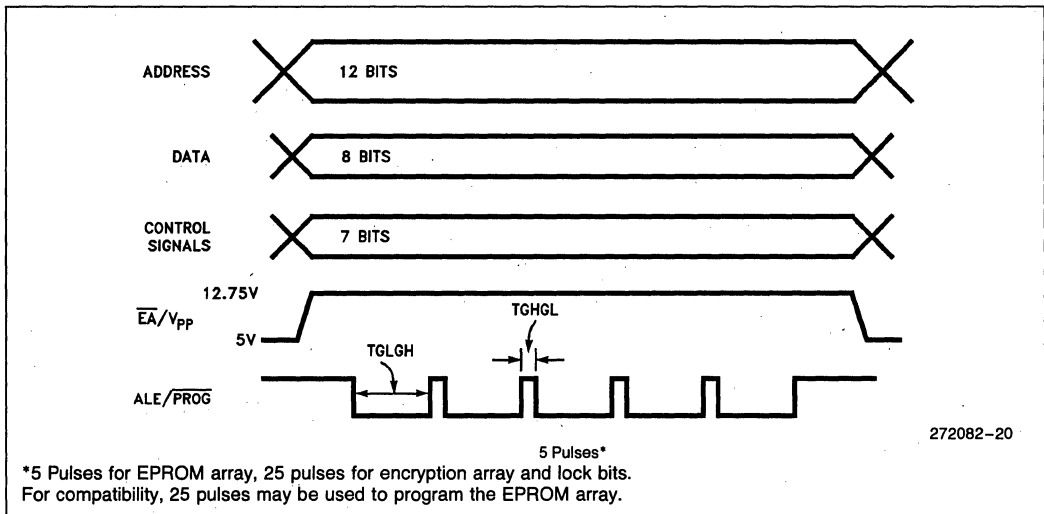 ADDRESS
12 BITS
DATA
8 BITS
CONTROL
SIGNALS
7 BITS
12.75V
EA/VPP
5V
TGHGL
TGLGH
ALE/PROG
272082-20
5 Pulses*
*5 Pulses for EPROM array, 25 pulses for encryption array and lock bits.
For compatibility, 25 pulses may be used to program the EPROM array.